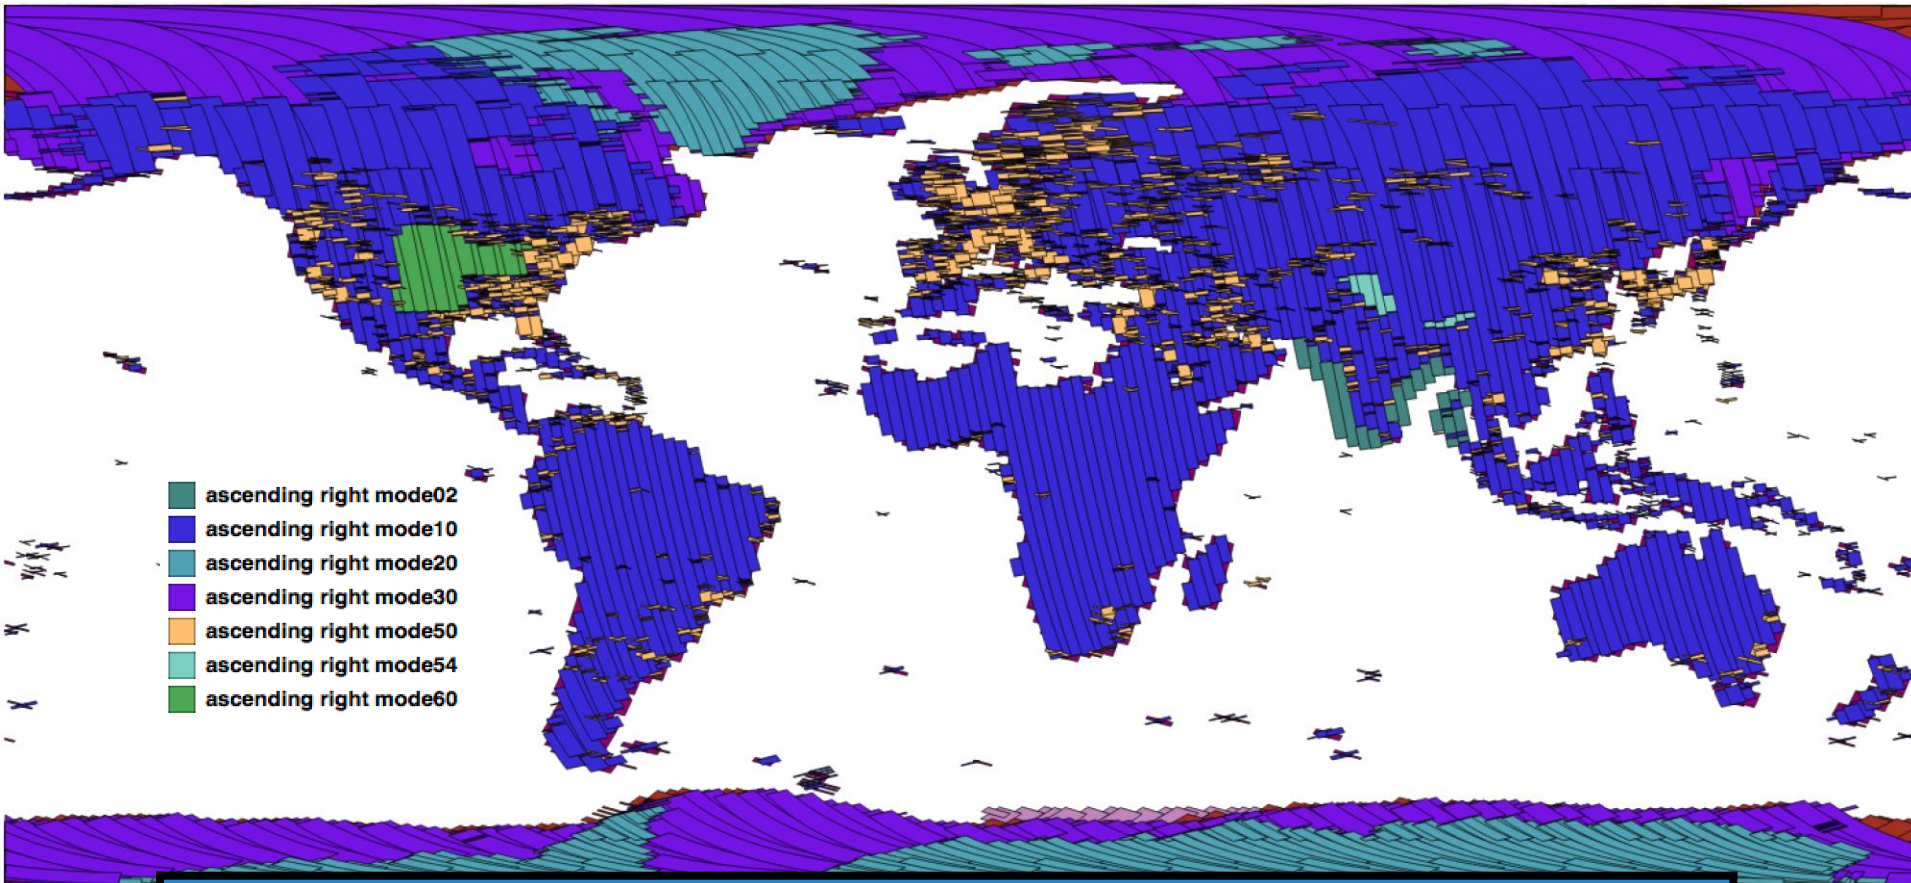 ascending right mode02
ascending right mode10
ascending right mode20
ascending right mode30
ascending right mode50
ascending right mode54
ascending right mode60